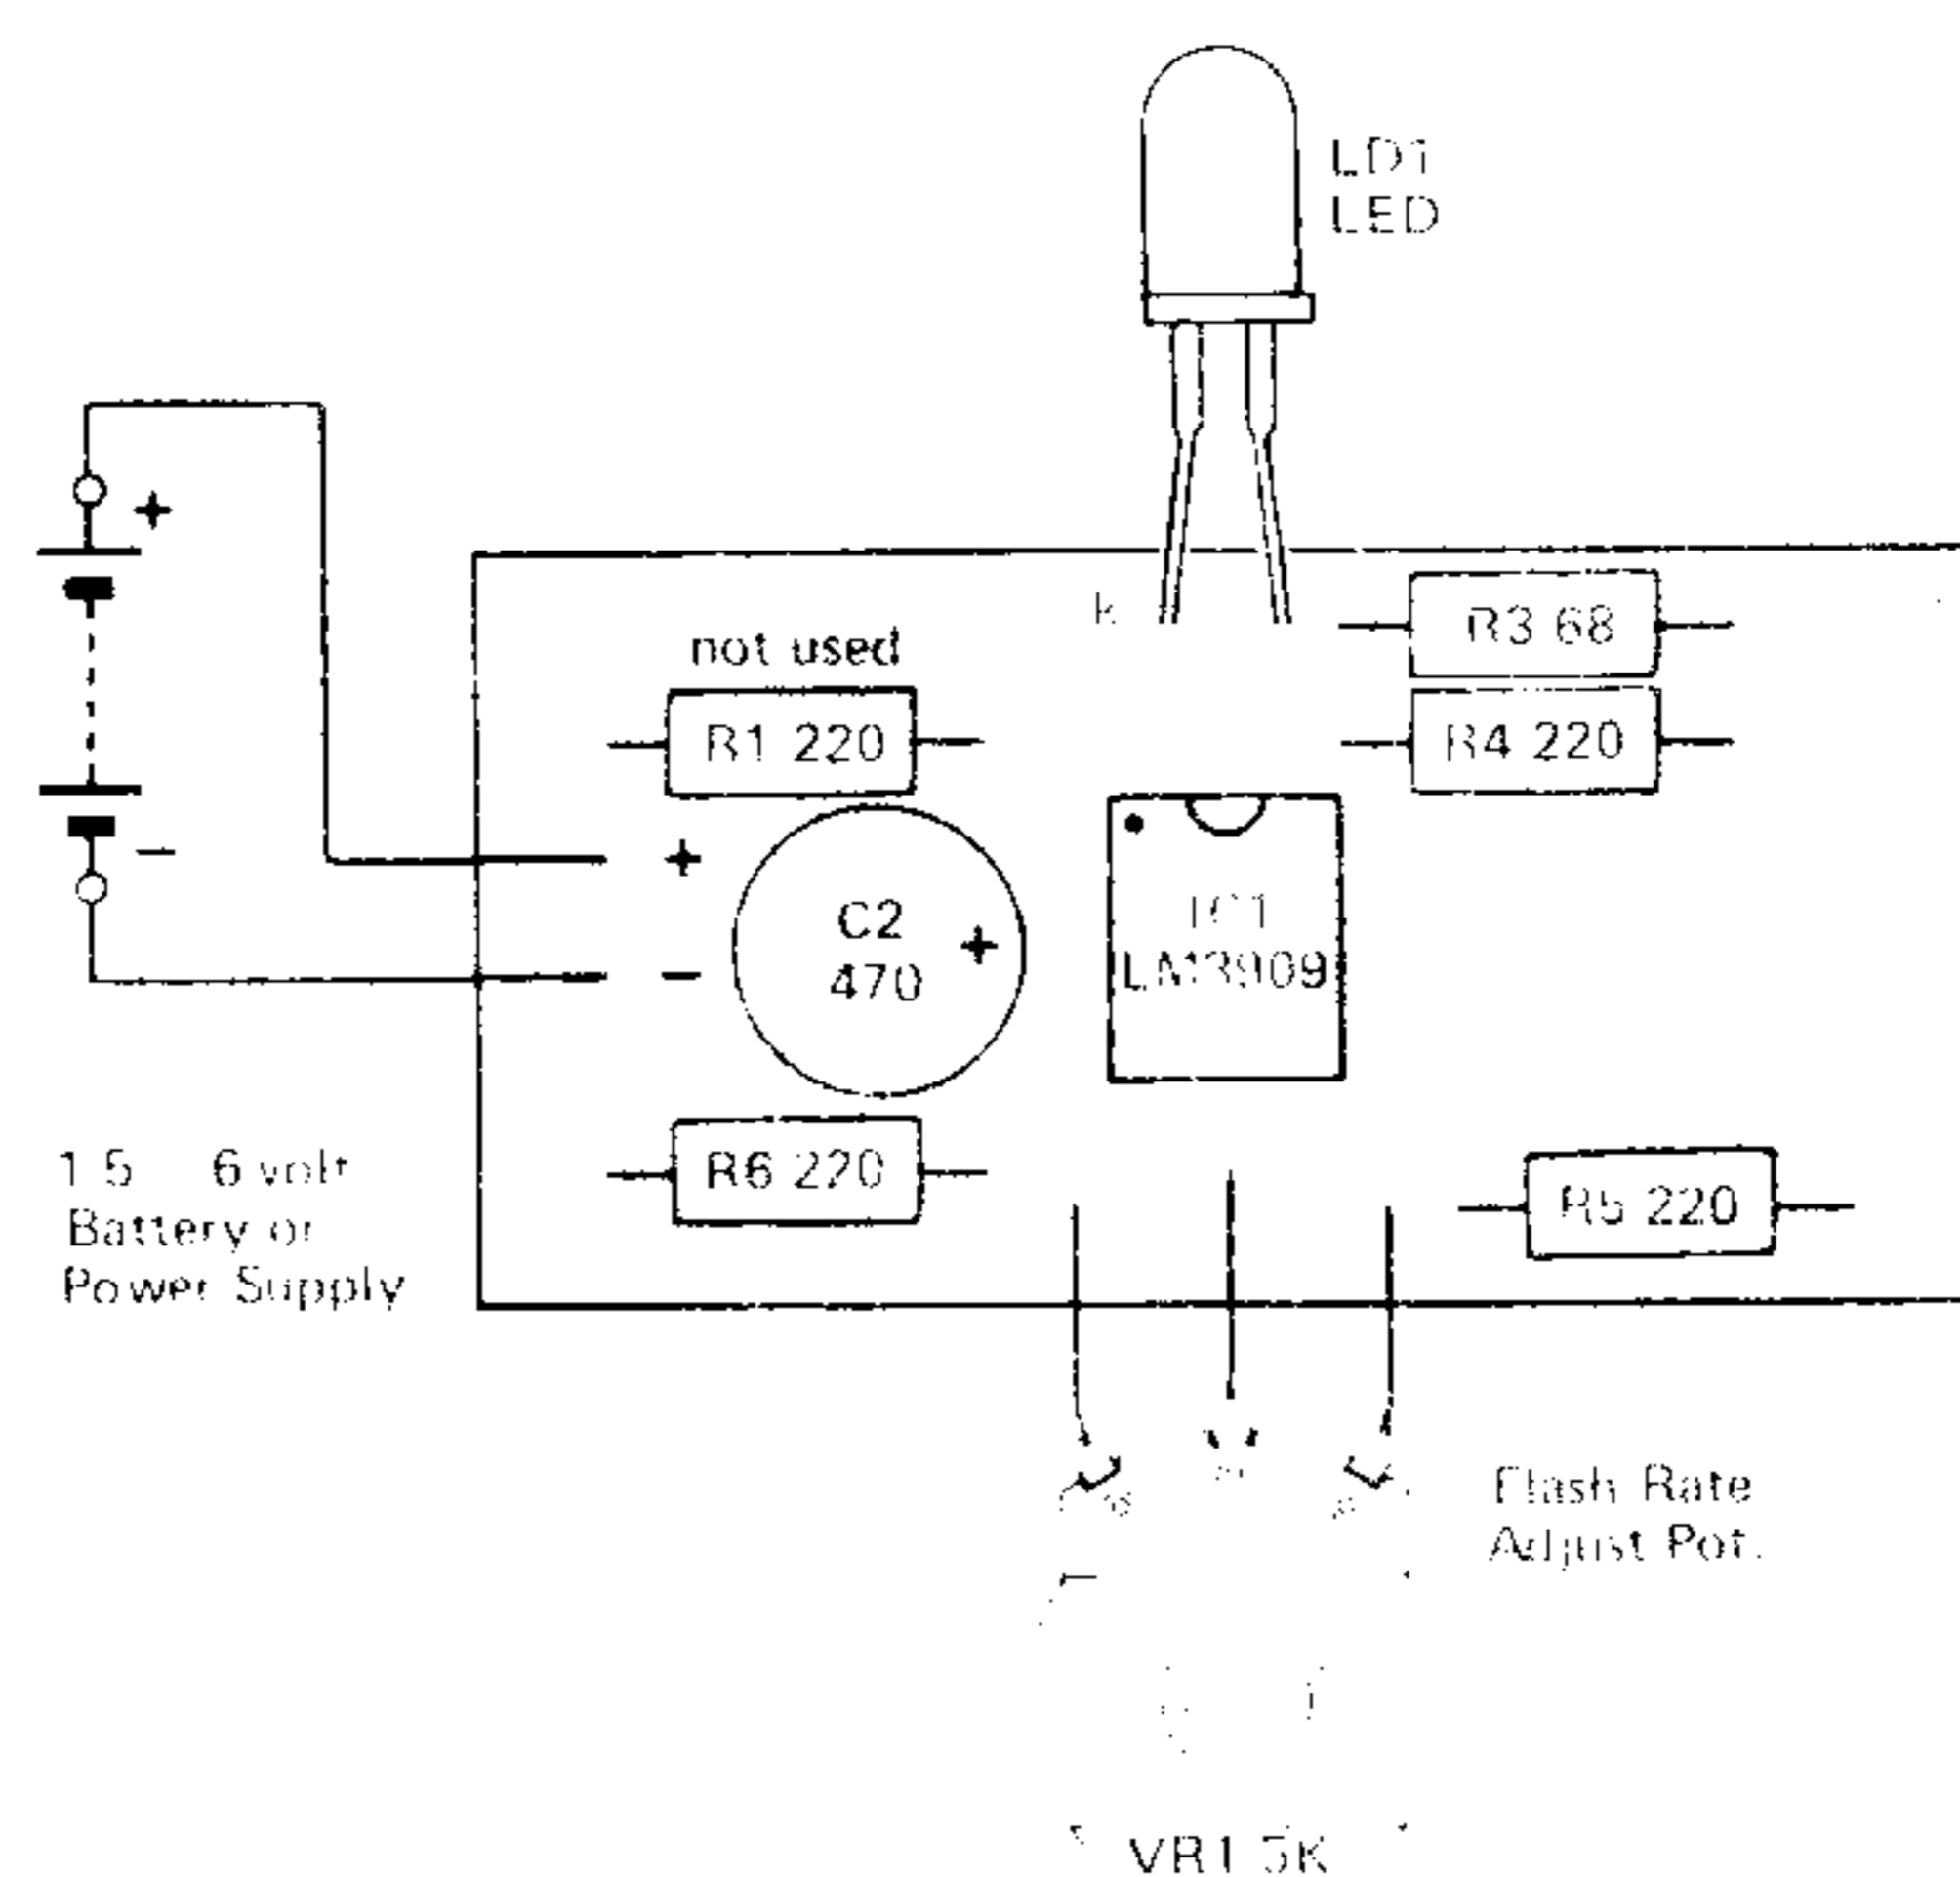 LD1
LED
+
k
R3 68
not used
R1 220
R4 220
+
−
C2
470
+
−
IC1
LM3909
1.5 6 volt
Battery or
Power Supply
R6 220
R5 220
Flash Rate
Adjust Pot.
VR1 5K